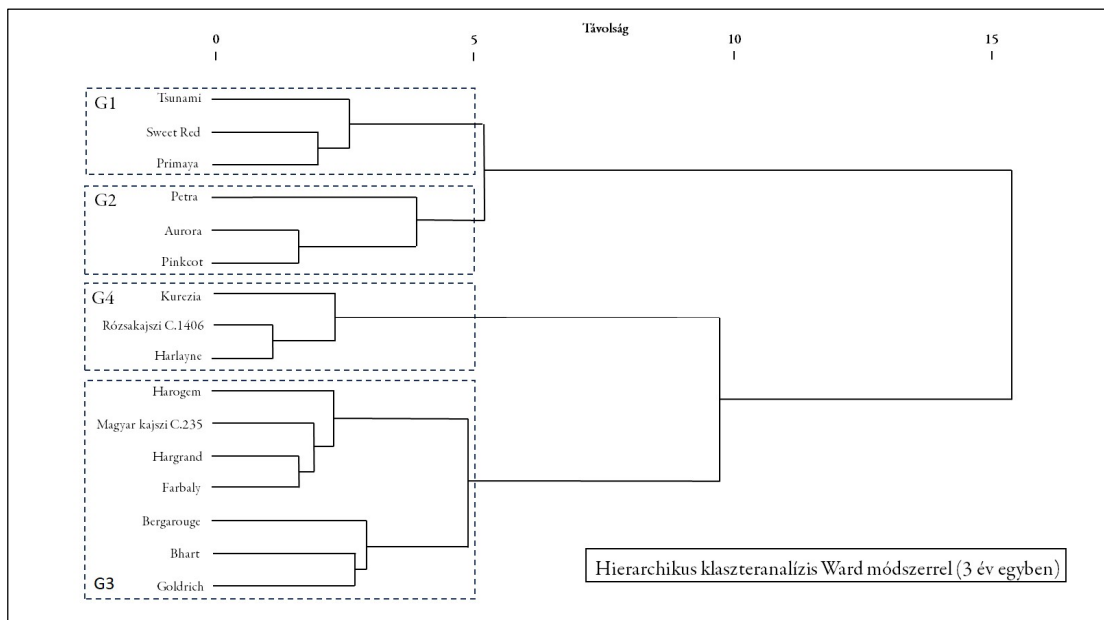 Távolság
0 5 10 15
G1
Tsunami
Sweet Red
Primaya
G2
Petra
Aurora
Pinkcot
G4
Kurezia
Rózsakajszi C.1406
Harlayne
Harogem
Magyar kajszi C.235
Hargrand
Farbaly
Bergarouge
Bhart
G3
Goldrich
Hierarchikus klaszteranalízis Ward módszerrel (3 év egyben)